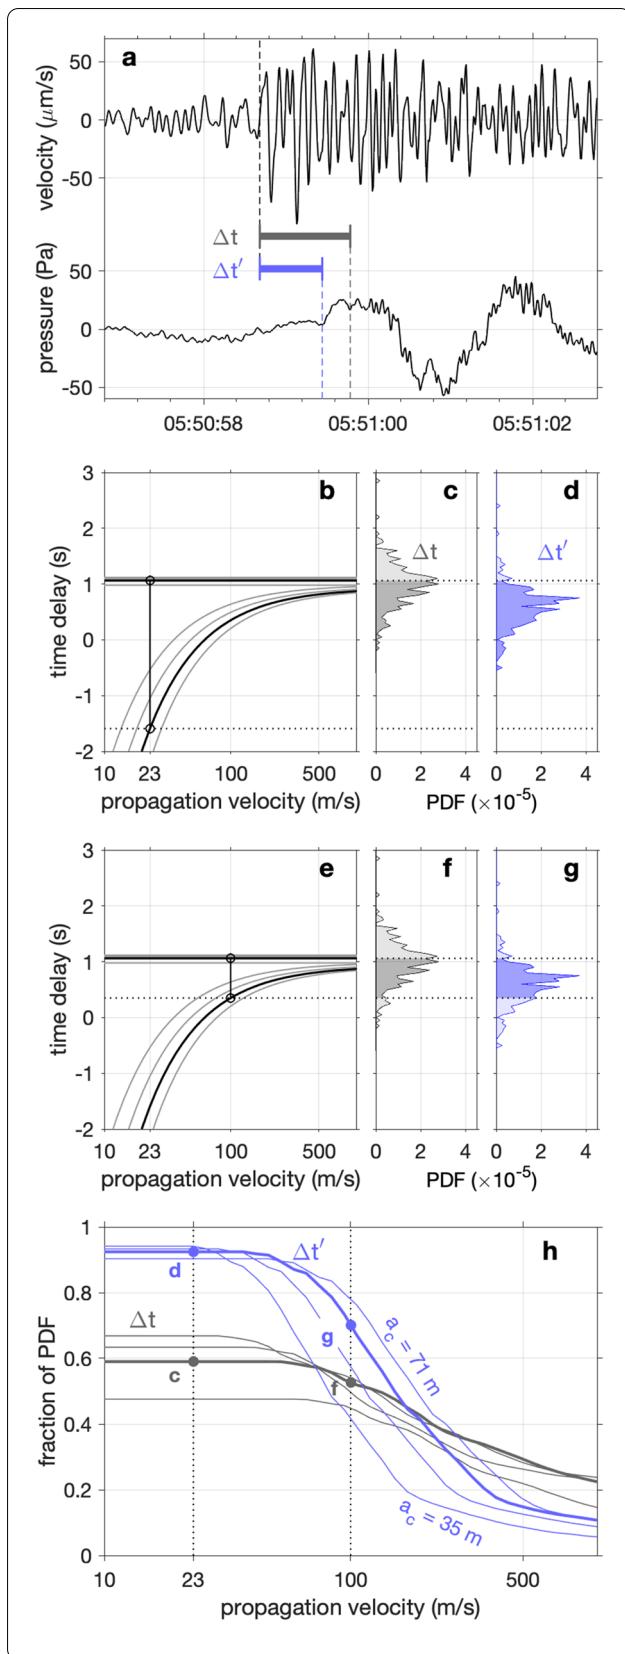 a
velocity (μm/s)
50
0
-50
Δt
Δt′
pressure (Pa)
50
0
-50
05:50:58 05:51:00 05:51:02
b c d
time delay (s)
3
2
1
0
-1
-2
Δt Δt′
10 23 100 500 0 2 4 0 2 4
propagation velocity (m/s) PDF (×10-5)
e f g
time delay (s)
3
2
1
0
-1
-2
10 23 100 500 0 2 4 0 2 4
propagation velocity (m/s) PDF (×10-5)
h
fraction of PDF
1
0.8
0.6
0.4
0.2
0
Δt′
d
Δt
g
ac = 71 m
c
f
ac = 35 m
10 23 100 500
propagation velocity (m/s)